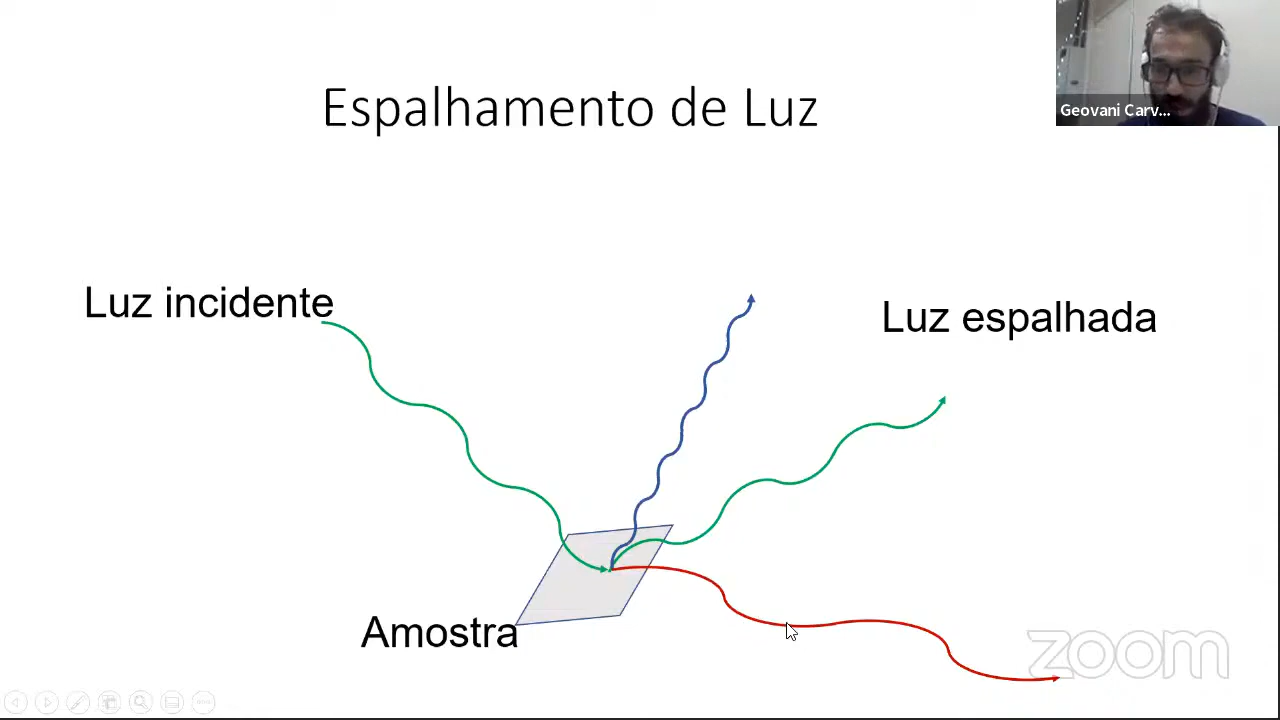 Espalhamento de Luz
Geovani Carv...
Luz incidente
Luz espalhada
Amostra
zoom